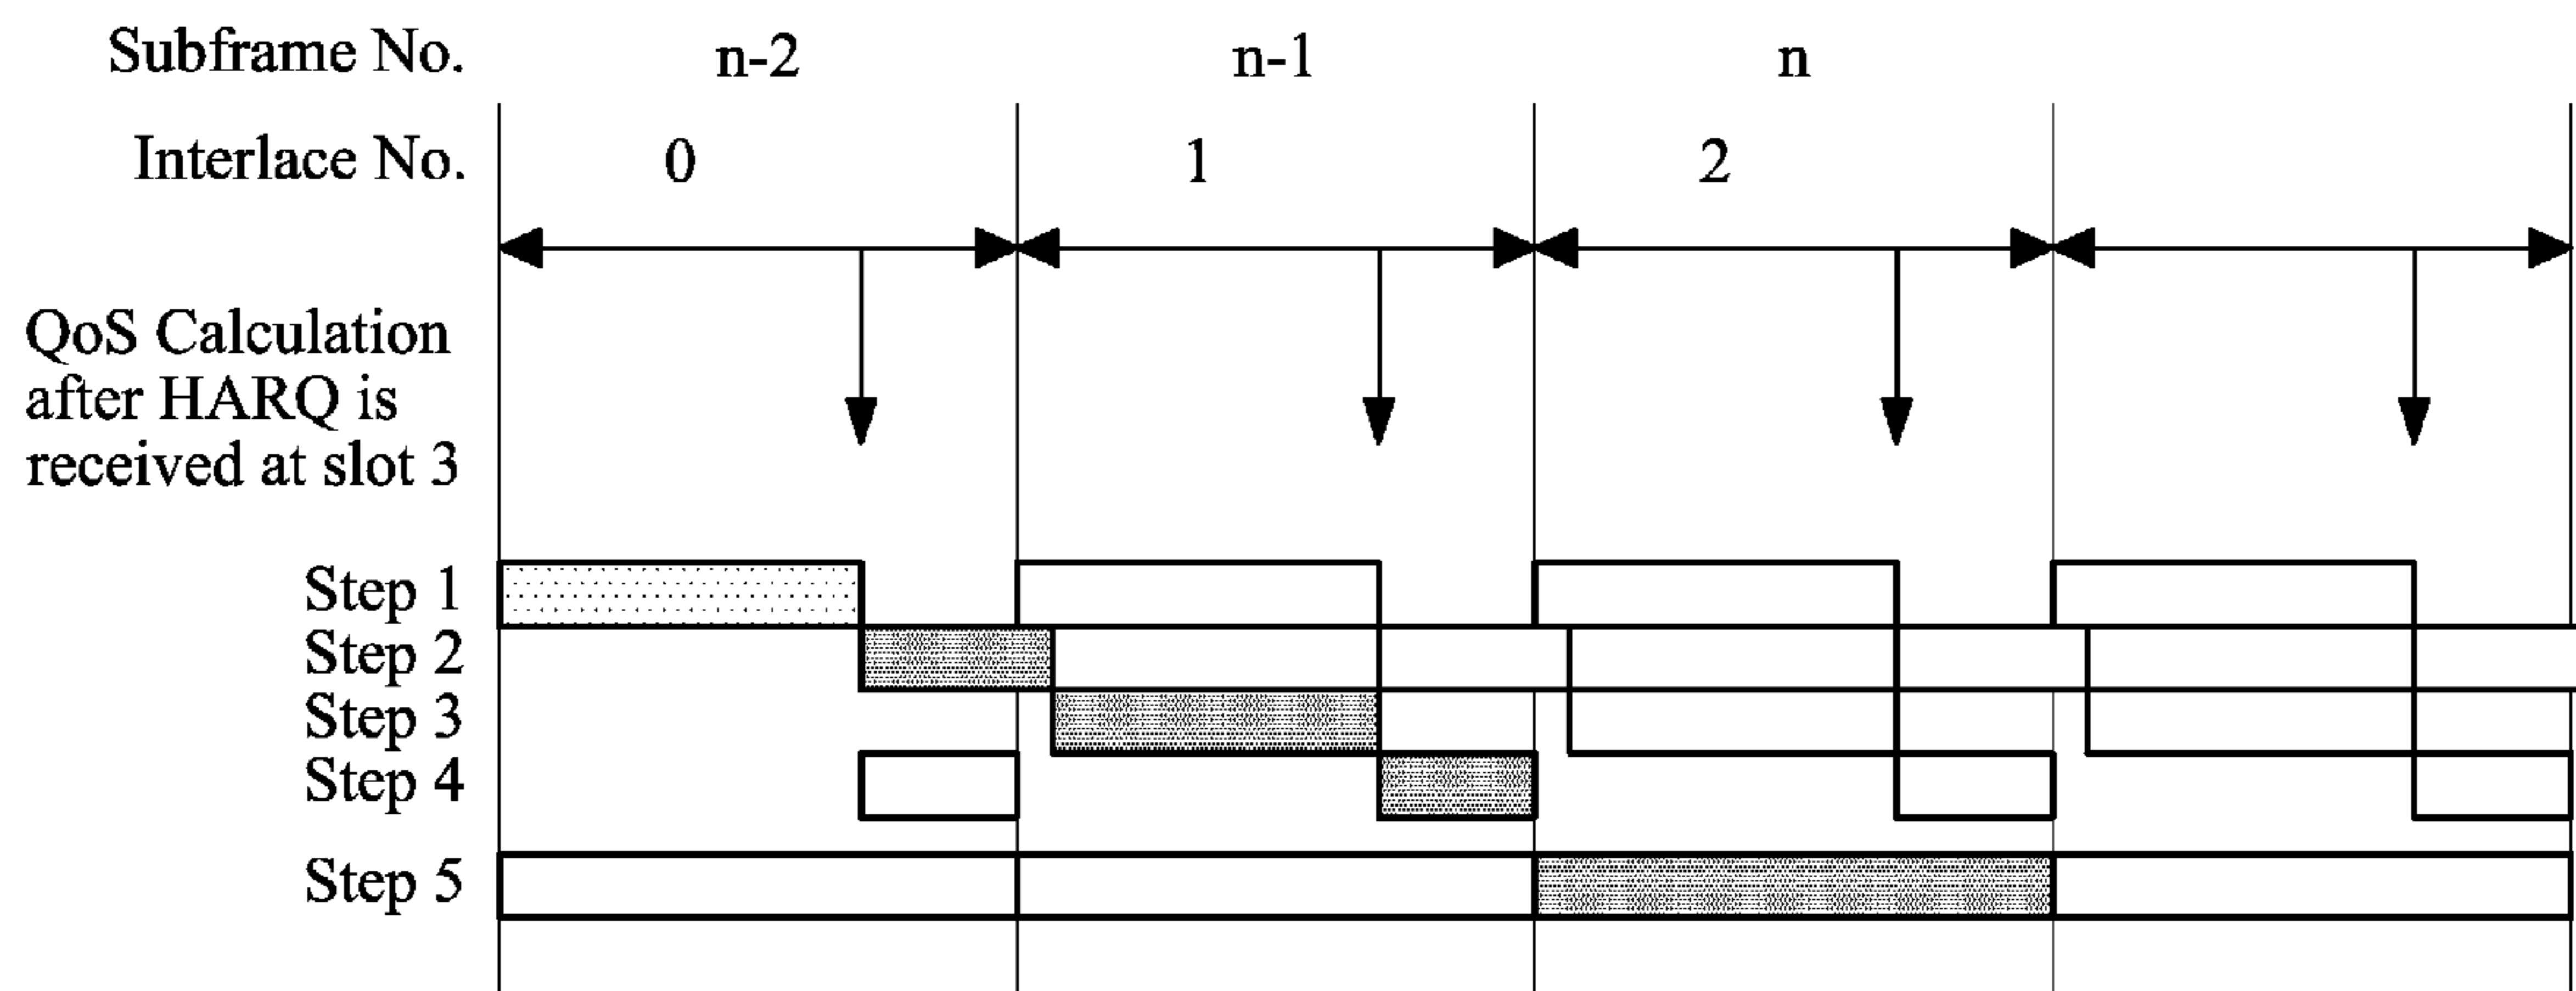 Subframe No. n-2 n-1 n
Interlace No. 0 1 2
QoS Calculation
after HARQ is
received at slot 3
Step 1
Step 2
Step 3
Step 4
Step 5